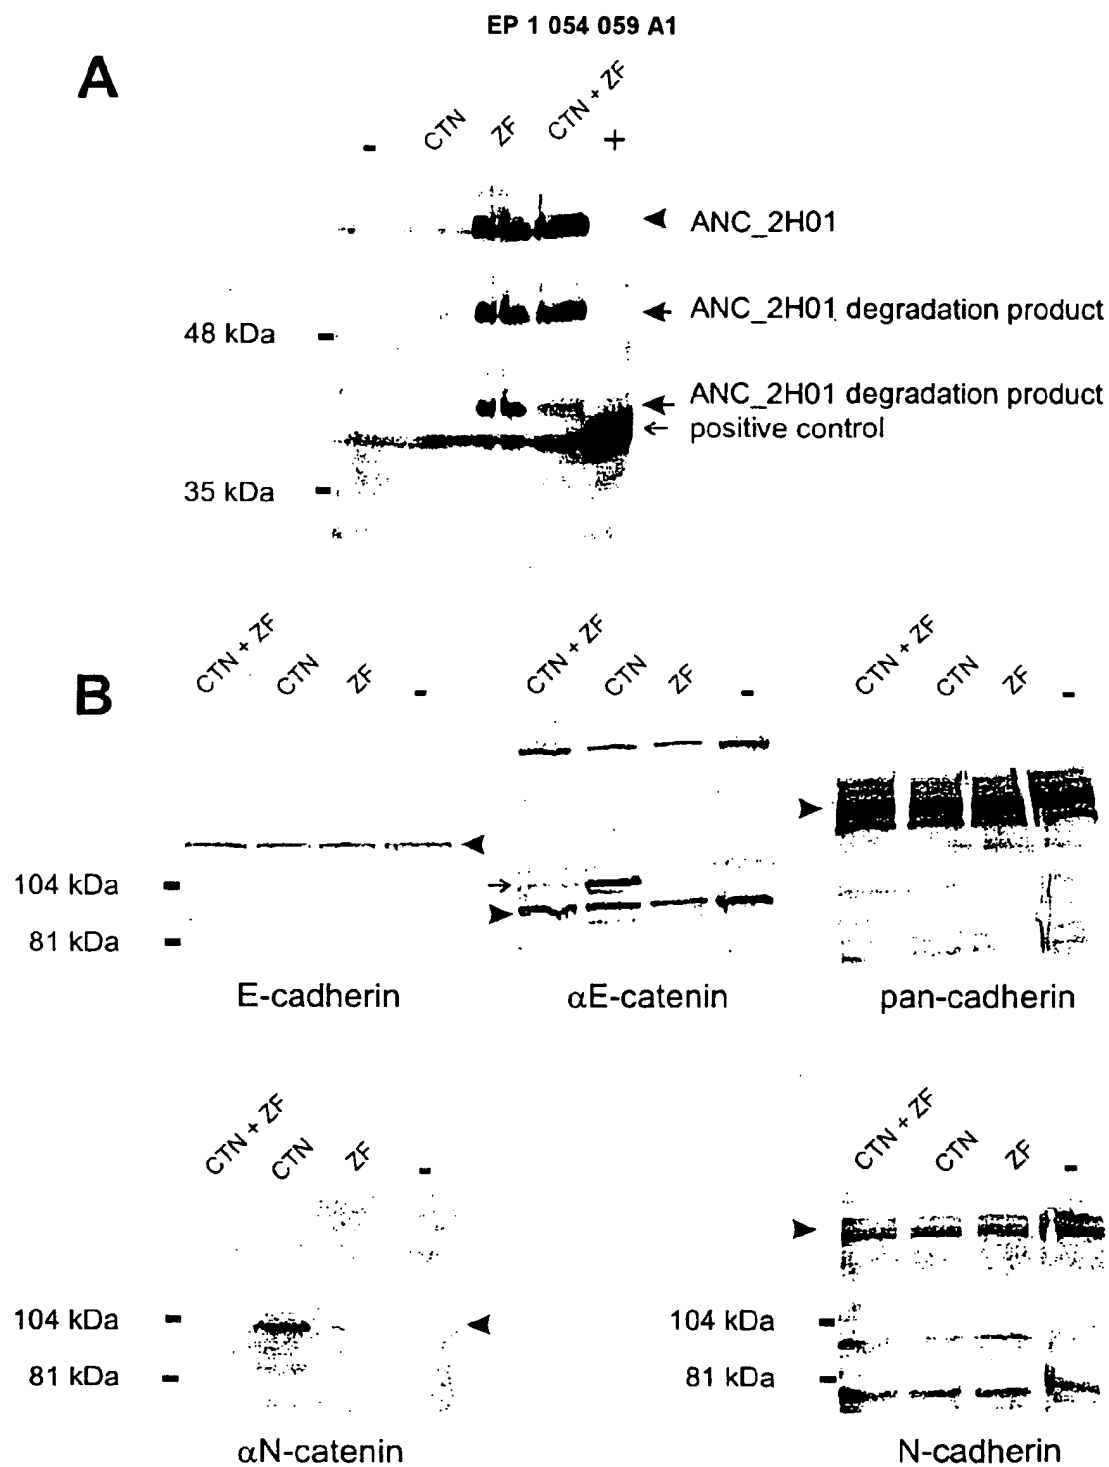 EP 1 054 059 A1
A
- CTN ZF CTN + ZF +
ANC_2H01
ANC_2H01 degradation product
48 kDa
ANC_2H01 degradation product
positive control
35 kDa
B
CTN + ZF CTN ZF -
CTN + ZF CTN ZF -
CTN + ZF CTN ZF -
104 kDa
81 kDa
E-cadherin
αE-catenin
pan-cadherin
CTN + ZF CTN ZF -
CTN + ZF CTN ZF -
104 kDa
81 kDa
104 kDa
81 kDa
αN-catenin
N-cadherin